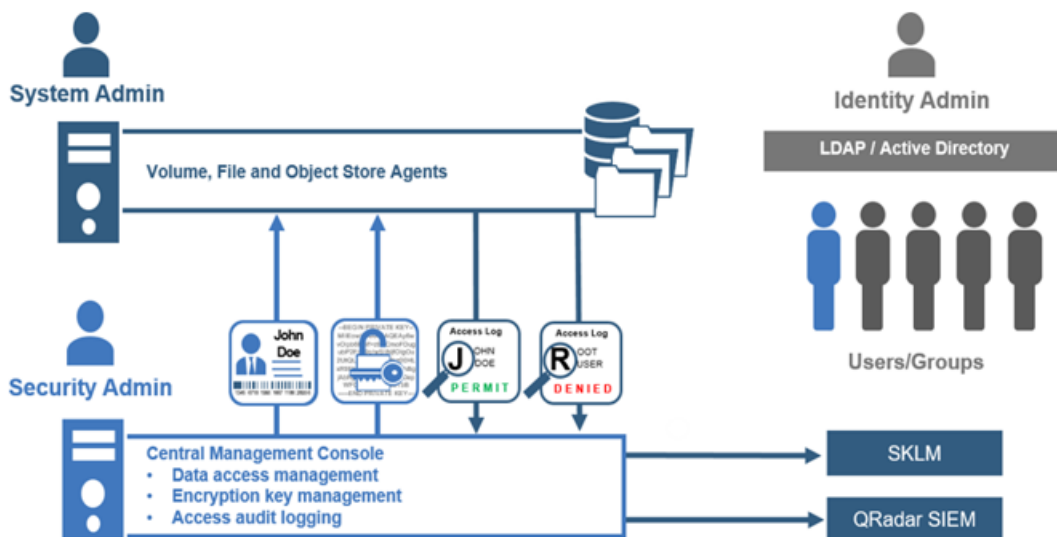 System Admin
Identity Admin
LDAP / Active Directory
Volume, File and Object Store Agents
Users/Groups
Security Admin
John
Doe
Access Log
JOHN
DOE
PERMIT
Access Log
ROOT
USER
DENIED
Central Management Console
• Data access management
• Encryption key management
• Access audit logging
SKLM
QRadar SIEM